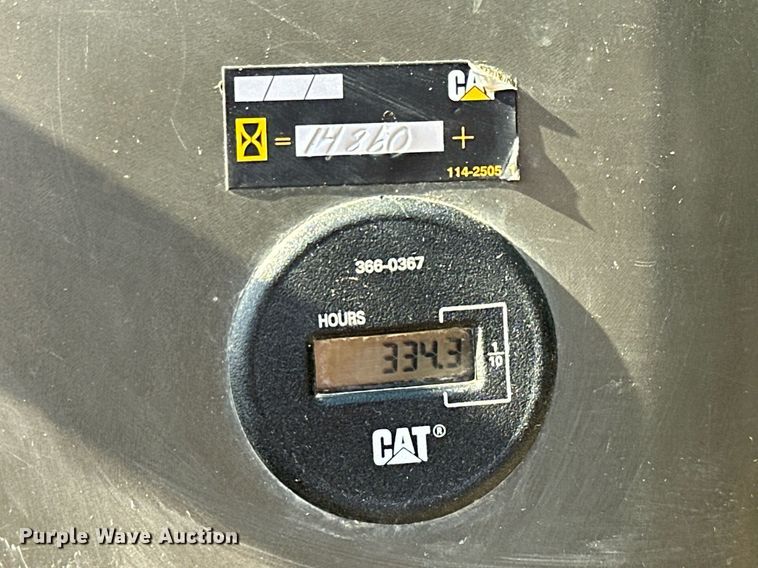 / / /
CAT
= 14860 +
114-2505
366-0367
HOURS
334.3
1/10
CAT®
Purple Wave Auction